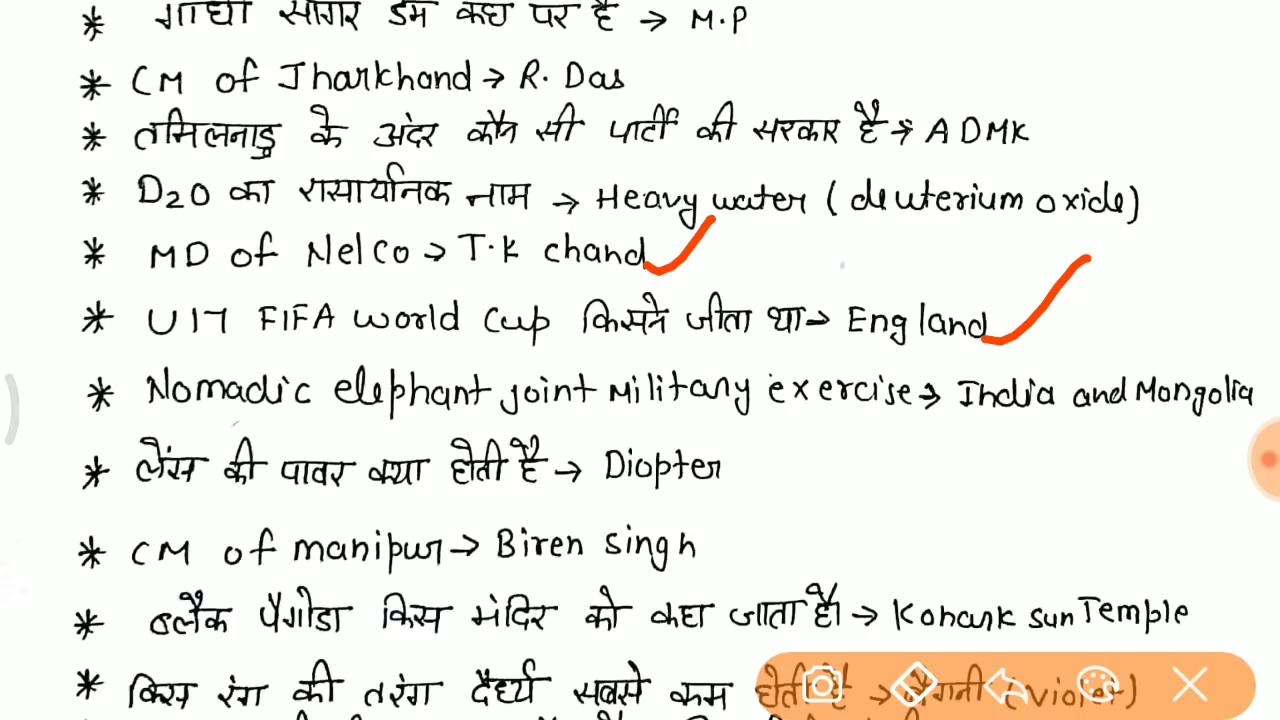 * गांधी सागर डैम कहा पर है → M.P
* CM of Jharkhand → R. Das
* तमिलनाडु के अंदर कौन सी पार्टी की सरकार है → ADMK
* D2O का रासायनिक नाम → Heavy water (deuterium oxide)
* MD of Nelco → T.K chand
* U17 FIFA world cup किसने जीता था → England
* Nomadic elephant joint Military exercise → India and Mongolia
* लेंस की पावर क्या होती है → Diopter
* CM of manipur → Biren singh
* ब्लैक पैगोडा किस मंदिर को कहा जाता है। → Konark sun Temple
* किस रंग की तरंग दैर्ध्य सबसे कम होती है → बैंगनी (violet)